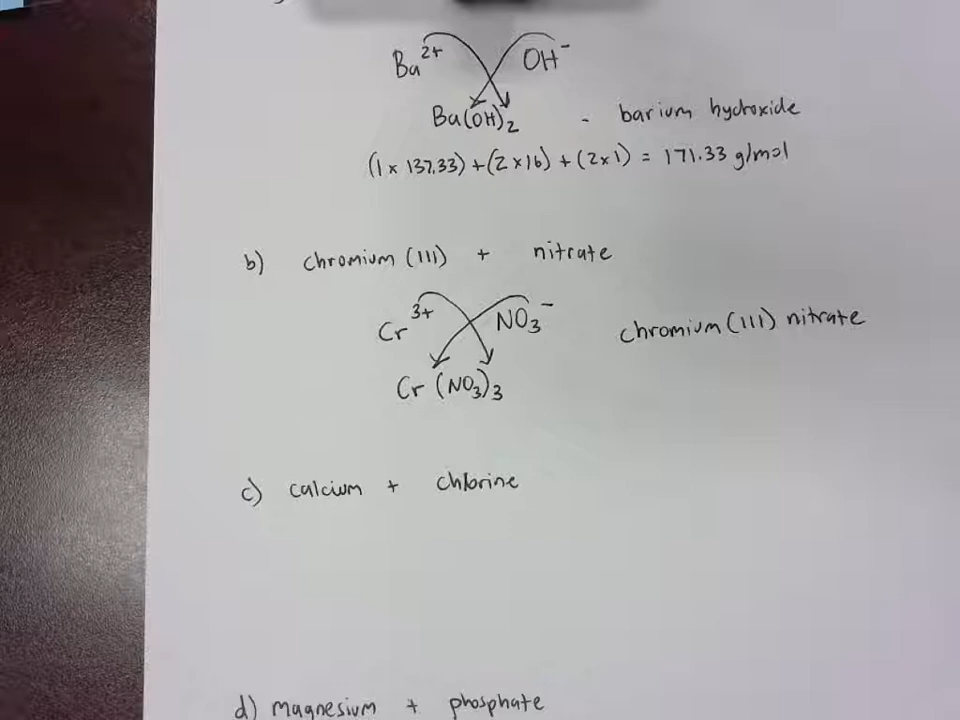 Ba²⁺ OH⁻
Ba(OH)₂ - barium hydroxide
(1 x 137.33) + (2 x 16) + (2 x 1) = 171.33 g/mol
b) chromium (III) + nitrate
Cr³⁺ NO₃⁻ chromium (III) nitrate
Cr (NO₃)₃
c) calcium + chlorine
d) magnesium + phosphate